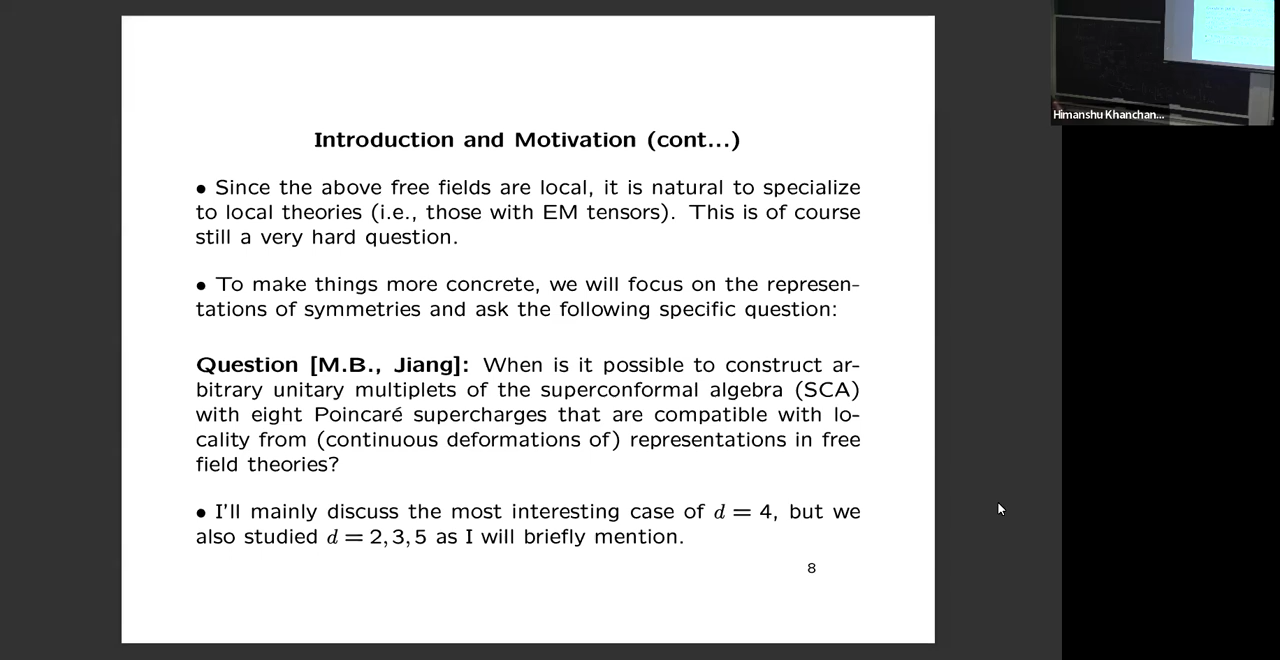 Introduction and Motivation (cont...)
• Since the above free fields are local, it is natural to specialize
to local theories (i.e., those with EM tensors). This is of course
still a very hard question.
• To make things more concrete, we will focus on the represen-
tations of symmetries and ask the following specific question:
Question [M.B., Jiang]: When is it possible to construct ar-
bitrary unitary multiplets of the superconformal algebra (SCA)
with eight Poincaré supercharges that are compatible with lo-
cality from (continuous deformations of) representations in free
field theories?
• I'll mainly discuss the most interesting case of d = 4, but we
also studied d = 2, 3, 5 as I will briefly mention.
8
Himanshu Khanchan...